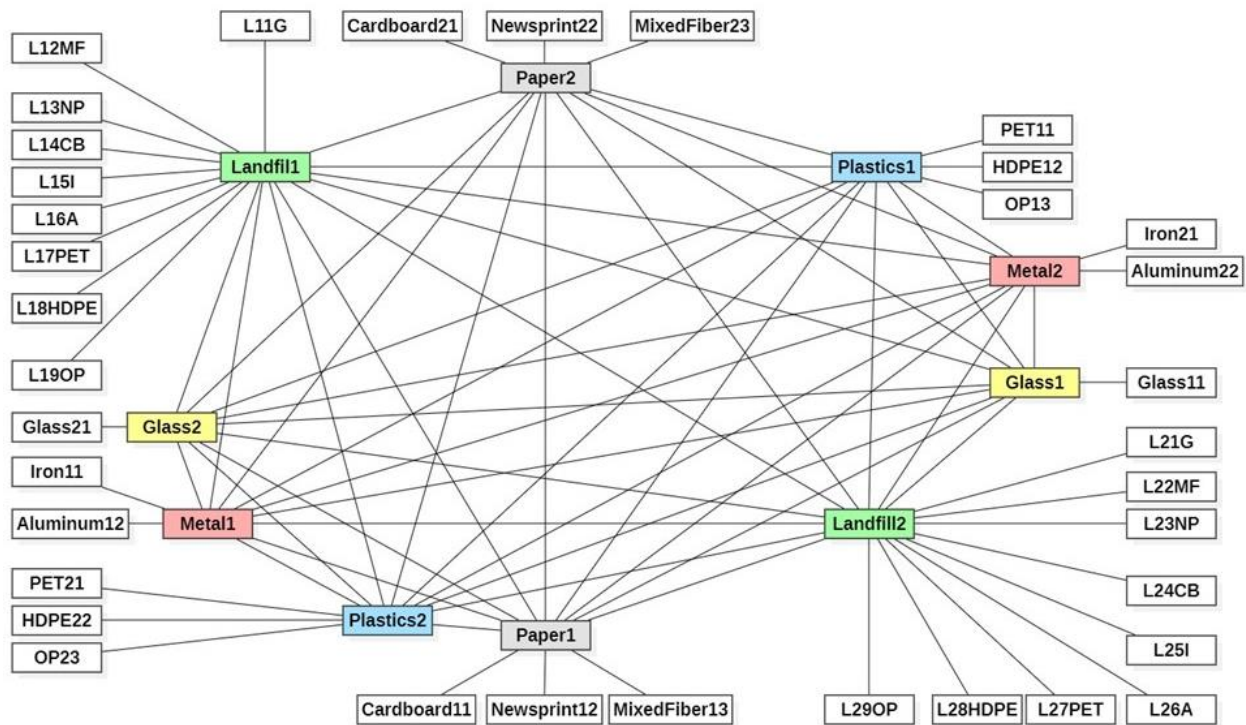 L11G
Cardboard21
Newsprint22
MixedFiber23
L12MF
Paper2
L13NP
L14CB
L15I
L16A
L17PET
L18HDPE
L19OP
Landfil1
Plastics1
PET11
HDPE12
OP13
Iron21
Metal2
Aluminum22
Glass1
Glass11
Glass21
Glass2
Iron11
Aluminum12
Metal1
Landfill2
L21G
L22MF
L23NP
L24CB
L25I
PET21
HDPE22
OP23
Plastics2
Paper1
Cardboard11
Newsprint12
MixedFiber13
L29OP
L28HDPE
L27PET
L26A